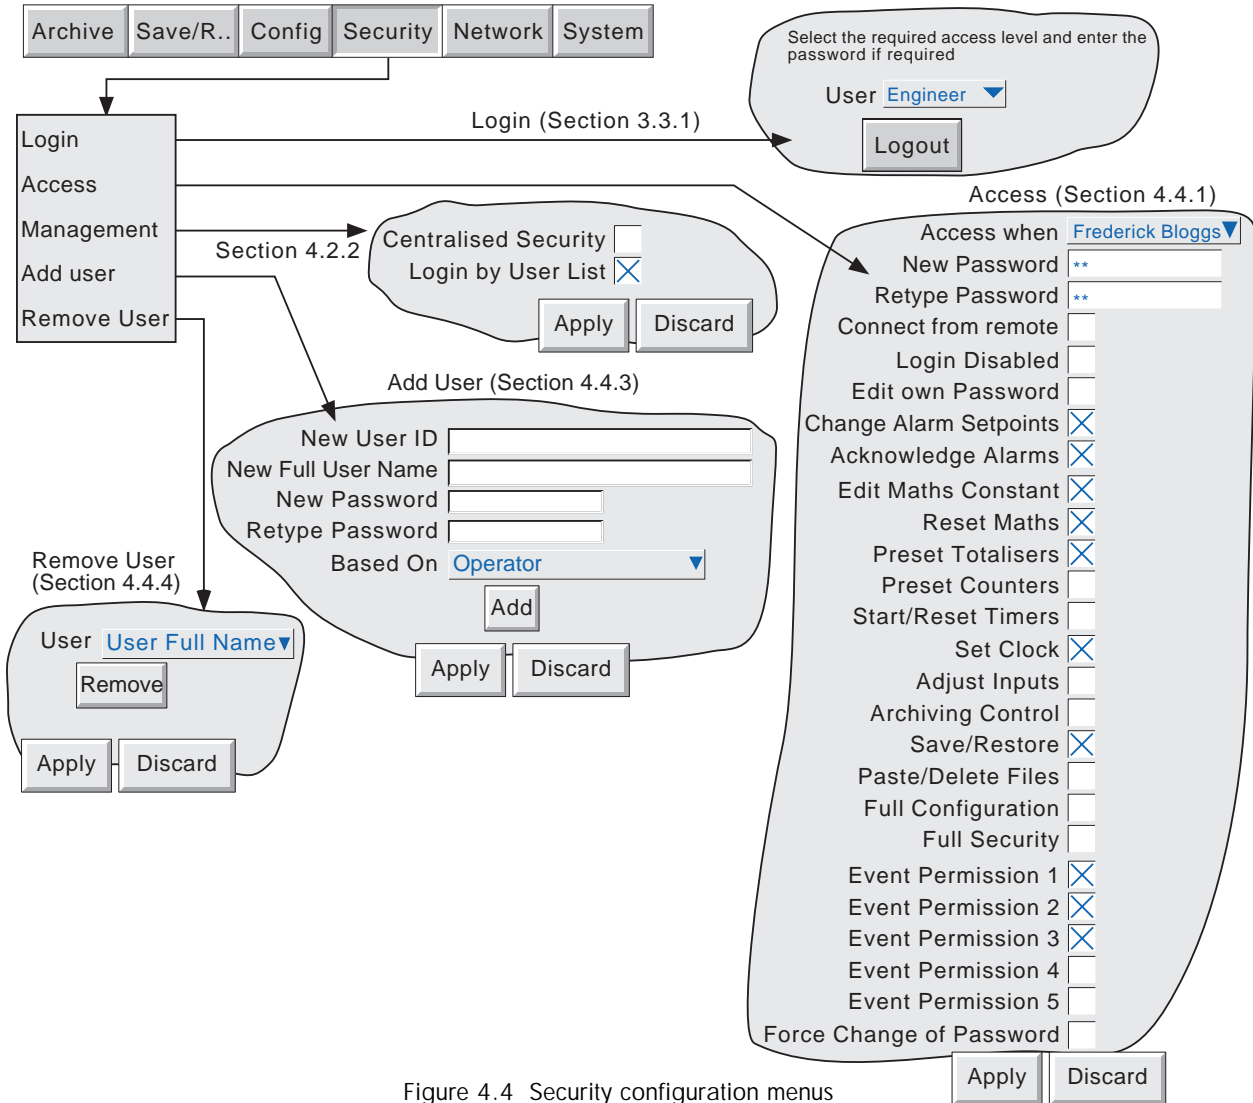 Archive Save/R.. Config Security Network System
Select the required access level and enter the
password if required
User Engineer
Logout
Login (Section 3.3.1)
Login
Access
Management
Add user
Remove User
Section 4.2.2
Centralised Security
Login by User List
Apply Discard
Access (Section 4.4.1)
Access when Frederick Bloggs
New Password **
Retype Password **
Connect from remote
Login Disabled
Edit own Password
Change Alarm Setpoints
Acknowledge Alarms
Edit Maths Constant
Reset Maths
Preset Totalisers
Preset Counters
Start/Reset Timers
Set Clock
Adjust Inputs
Archiving Control
Save/Restore
Paste/Delete Files
Full Configuration
Full Security
Event Permission 1
Event Permission 2
Event Permission 3
Event Permission 4
Event Permission 5
Force Change of Password
Apply Discard
Add User (Section 4.4.3)
New User ID
New Full User Name
New Password
Retype Password
Based On Operator
Add
Apply Discard
Remove User
(Section 4.4.4)
User User Full Name
Remove
Apply Discard
Figure 4.4 Security configuration menus